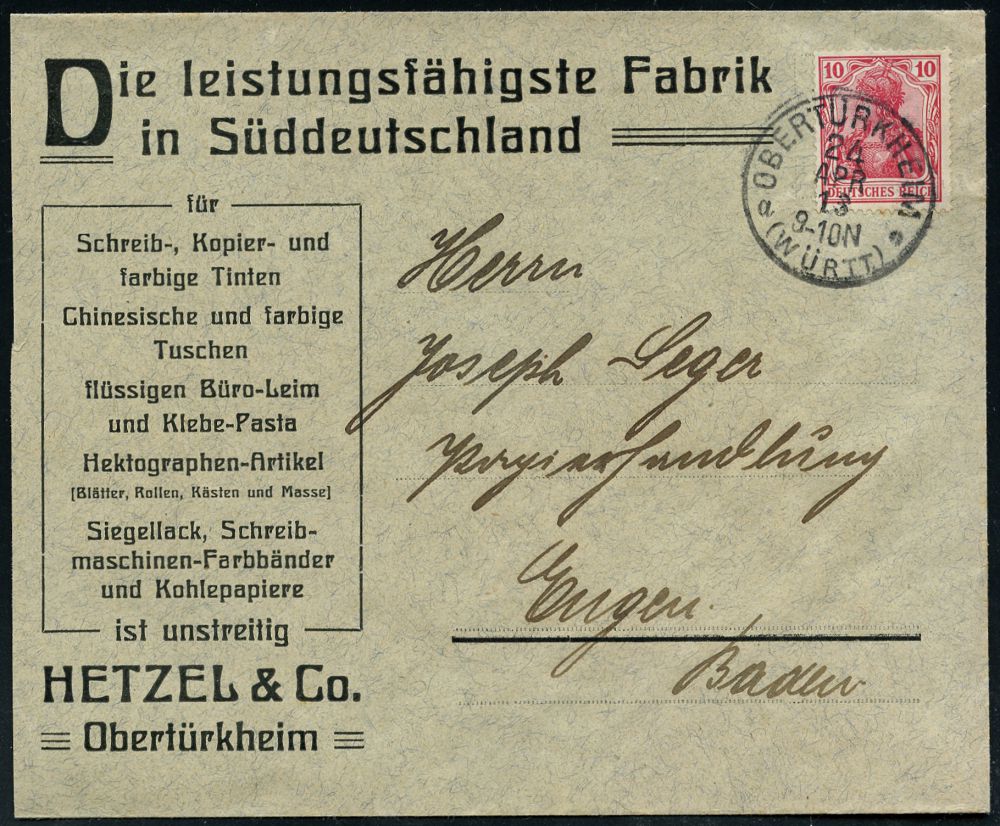 Die leistungsfähigste Fabrik
in Süddeutschland
für
Schreib-, Kopier- und
farbige Tinten
Chinesische und farbige
Tuschen
flüssigen Büro-Leim
und Klebe-Pasta
Hektographen-Artikel
[Blätter, Rollen, Kästen und Masse]
Siegellack, Schreib-
maschinen-Farbbänder
und Kohlepapiere
ist unstreitig
HETZEL & Co.
Obertürkheim
10 10
DEUTSCHES REICH
OBERTÜRKHEIM
24
APR
13
9-10N
a (WÜRTT.) *
Herrn
Joseph Seger
Papierhandlung
Engen.
Baden